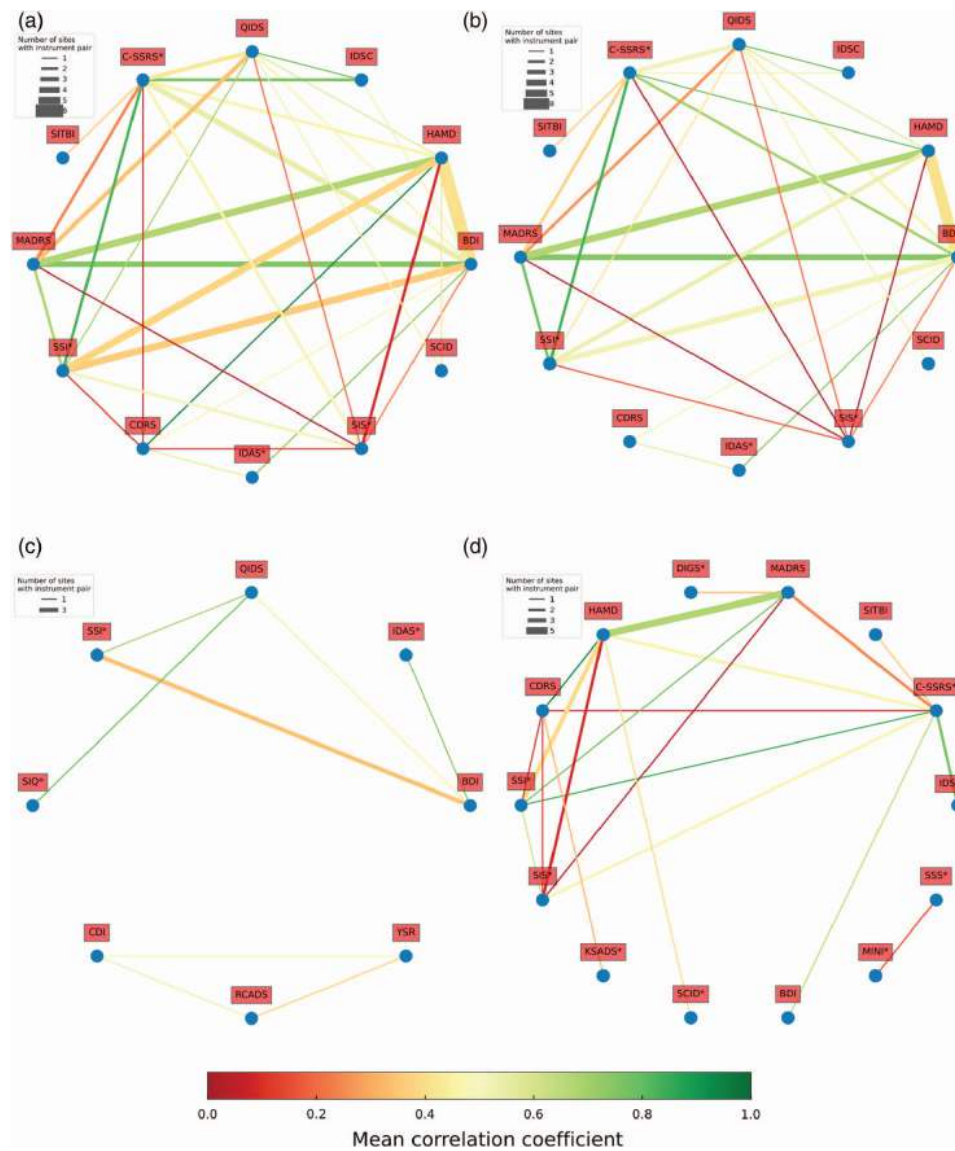 (a)
Number of sites
with instrument pair
1
2
3
4
5
8
QIDS
C-SSRS*
IDSC
SITBI
HAMD
MADRS
BDI
SSI*
SCID
CDRS
SIS*
IDAS*
(b)
Number of sites
with instrument pair
1
2
3
4
5
8
QIDS
C-SSRS*
IDSC
SITBI
HAMD
MADRS
SSI*
SCID
CDRS
SIS*
IDAS*
(c)
Number of sites
with instrument pair
1
3
QIDS
SSI*
IDAS*
SIQ*
BDI
CDI
YSR
RCADS
(d)
Number of sites
with instrument pair
1
2
3
5
DIGS*
MADRS
HAMD
SITBI
CDRS
C-SSRS*
SSI*
SIS*
SSS*
KSADS*
MINI*
SCID*
BDI
0.0 0.2 0.4 0.6 0.8 1.0
Mean correlation coefficient